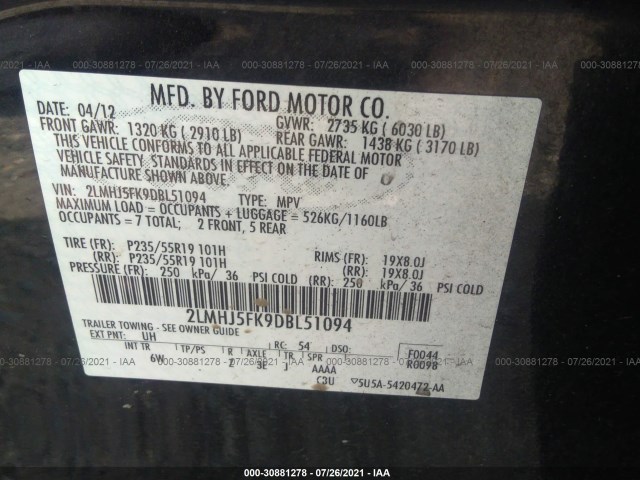 000-30881278 07/26/2021 - IAA 000-30881278 / 07/26/2021 - IAA 000-30881278 / 07/26/2021 - IAA
MFD. BY FORD MOTOR CO.
DATE: 04/12 GVWR: 2735 KG ( 6030 LB)
FRONT GAWR: 1320 KG ( 2910 LB) REAR GAWR: 1438 KG ( 3170 LB)
THIS VEHICLE CONFORMS TO ALL APPLICABLE FEDERAL MOTOR
VEHICLE SAFETY STANDARDS IN EFFECT ON THE DATE OF
MANUFACTURE SHOWN ABOVE.
VIN: 2LMHJ5FK9DBL51094 TYPE: MPV
MAXIMUM LOAD = OCCUPANTS + LUGGAGE = 526KG/1160LB
OCCUPANTS = 7 TOTAL; 2 FRONT, 5 REAR
TIRE (FR): P235/55R19 101H RIMS (FR): 19X8.0J
(RR): P235/55R19 101H (RR): 19X8.0J
PRESSURE (FR): 250 kPa/ 36 PSI COLD (RR): 250 kPa/ 36 PSI COLD
2LMHJ5FK9DBL51094
TRAILER TOWING - SEE OWNER GUIDE
EXT PNT: UH RC: 54 DSO: F0044
INT TR TP/PS R AXLE TR SPR R0098
6W 2 3E J AAAA
C3U 5U5A-5420472-AA
000-30881278 / 07/26/2021 - IAA